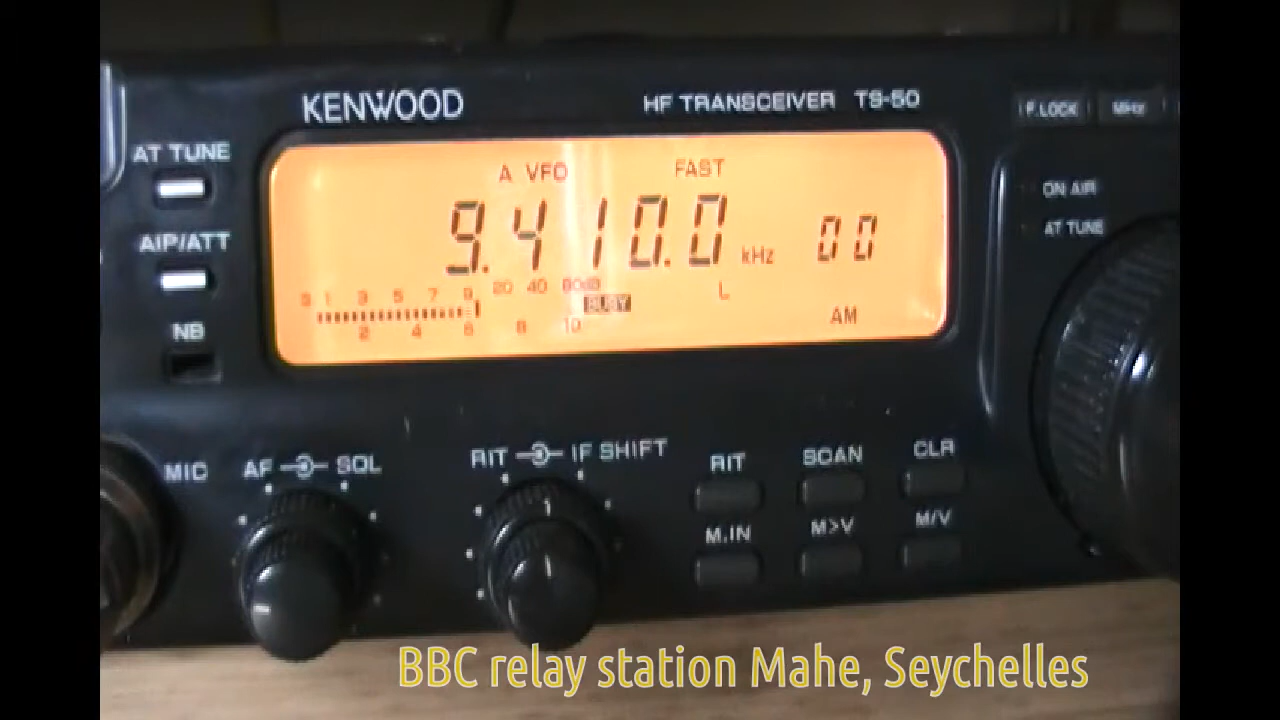 KENWOOD
HF TRANSCEIVER TS-50
F.LOCK
MHz
AT TUNE
A VFO
FAST
ON AIR
AT TUNE
AIP/ATT
9.410.0 kHz 00
S 1 3 5 7 9 20 40 60dB
BUSY
L
NB
2 4 6 8 10
AM
MIC
AF SQL
RIT IF SHIFT
RIT
SCAN
CLR
M.IN
M>V
M/V
BBC relay station Mahe, Seychelles